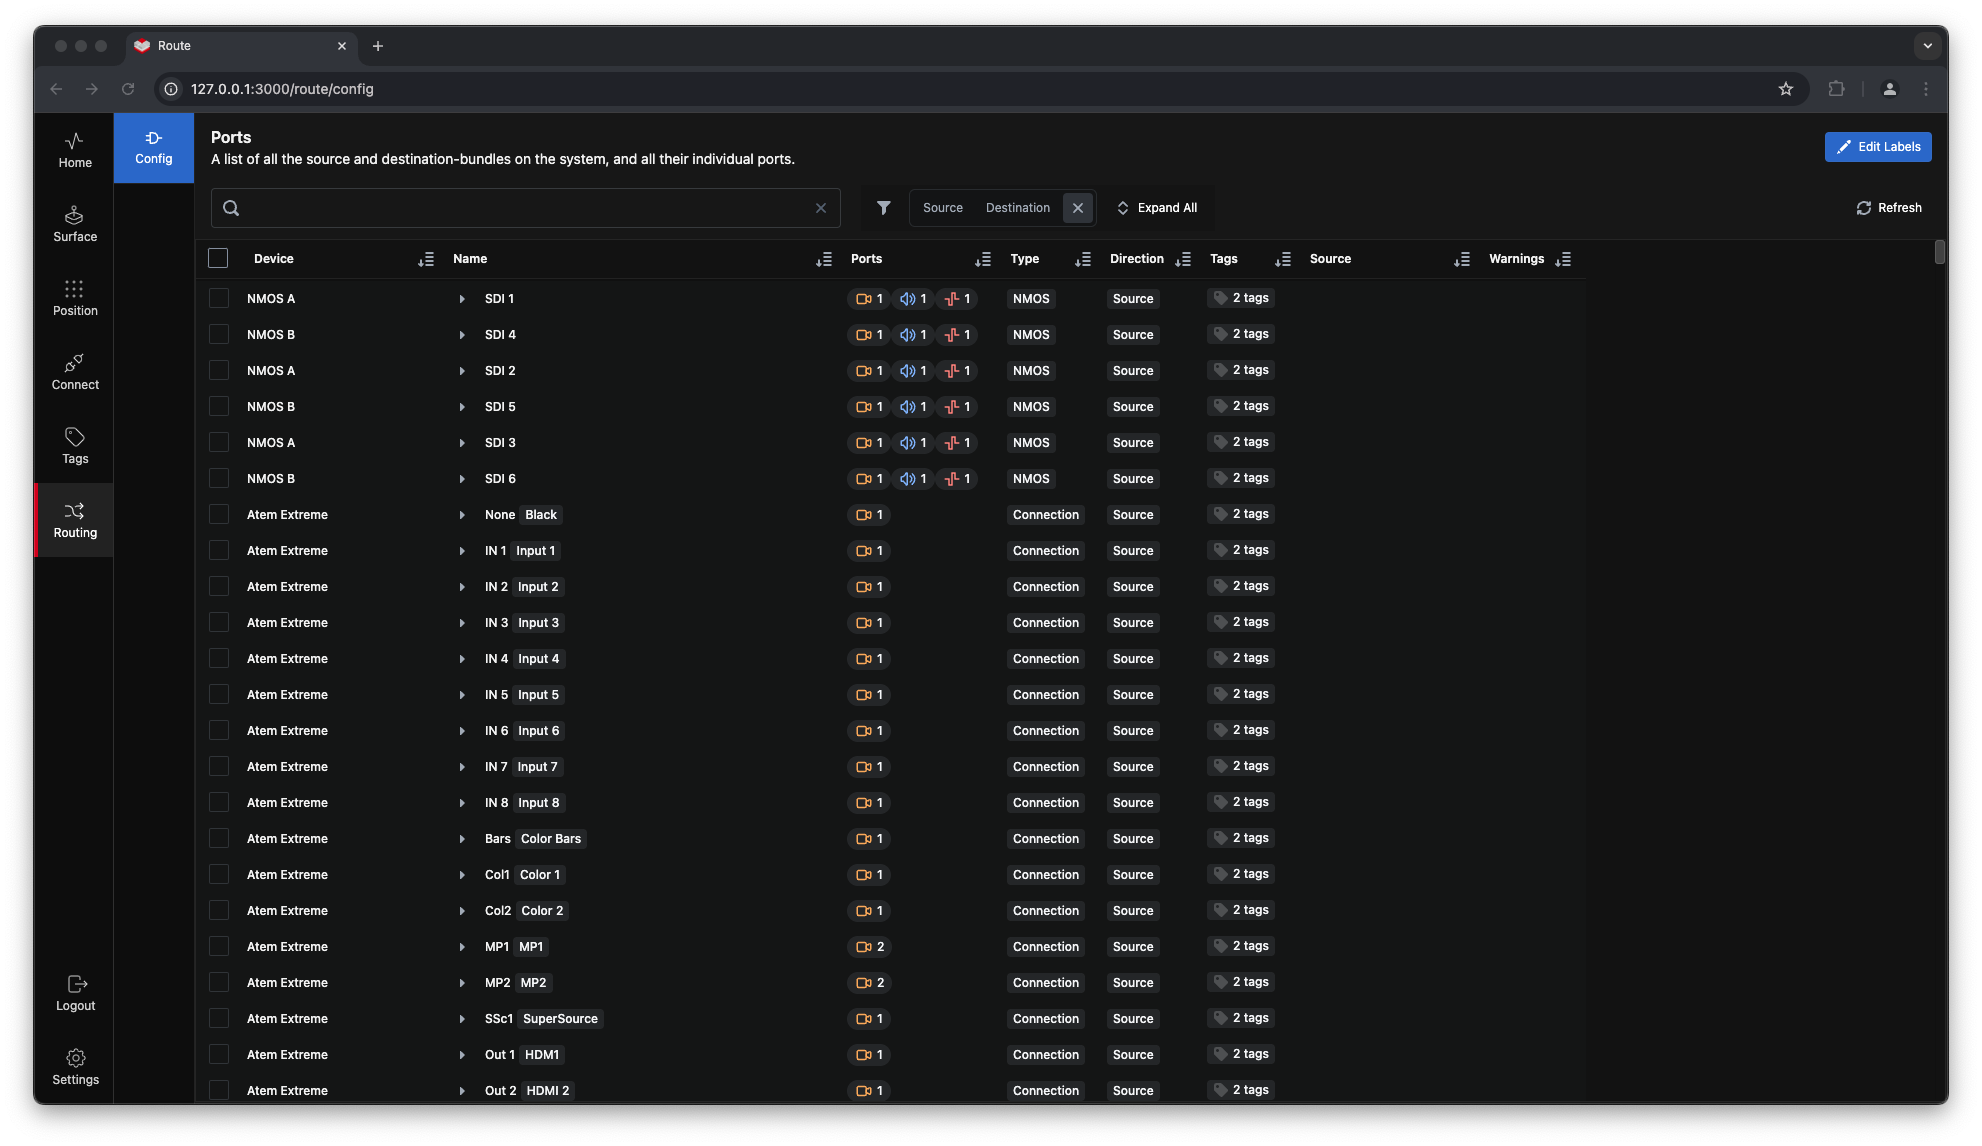 Route
127.0.0.1:3000/route/config
Home
Surface
Position
Connect
Tags
Routing
Logout
Settings
Config
Ports
A list of all the source and destination-bundles on the system, and all their individual ports.
Edit Labels
Source Destination Expand All Refresh
Device Name Ports Type Direction Tags Source Warnings
NMOS A SDI 1 1 1 1 NMOS Source 2 tags
NMOS B SDI 4 1 1 1 NMOS Source 2 tags
NMOS A SDI 2 1 1 1 NMOS Source 2 tags
NMOS B SDI 5 1 1 1 NMOS Source 2 tags
NMOS A SDI 3 1 1 1 NMOS Source 2 tags
NMOS B SDI 6 1 1 1 NMOS Source 2 tags
Atem Extreme None Black 1 Connection Source 2 tags
Atem Extreme IN 1 Input 1 1 Connection Source 2 tags
Atem Extreme IN 2 Input 2 1 Connection Source 2 tags
Atem Extreme IN 3 Input 3 1 Connection Source 2 tags
Atem Extreme IN 4 Input 4 1 Connection Source 2 tags
Atem Extreme IN 5 Input 5 1 Connection Source 2 tags
Atem Extreme IN 6 Input 6 1 Connection Source 2 tags
Atem Extreme IN 7 Input 7 1 Connection Source 2 tags
Atem Extreme IN 8 Input 8 1 Connection Source 2 tags
Atem Extreme Bars Color Bars 1 Connection Source 2 tags
Atem Extreme Col1 Color 1 1 Connection Source 2 tags
Atem Extreme Col2 Color 2 1 Connection Source 2 tags
Atem Extreme MP1 MP1 2 Connection Source 2 tags
Atem Extreme MP2 MP2 2 Connection Source 2 tags
Atem Extreme SSc1 SuperSource 1 Connection Source 2 tags
Atem Extreme Out 1 HDM1 1 Connection Source 2 tags
Atem Extreme Out 2 HDMI 2 1 Connection Source 2 tags